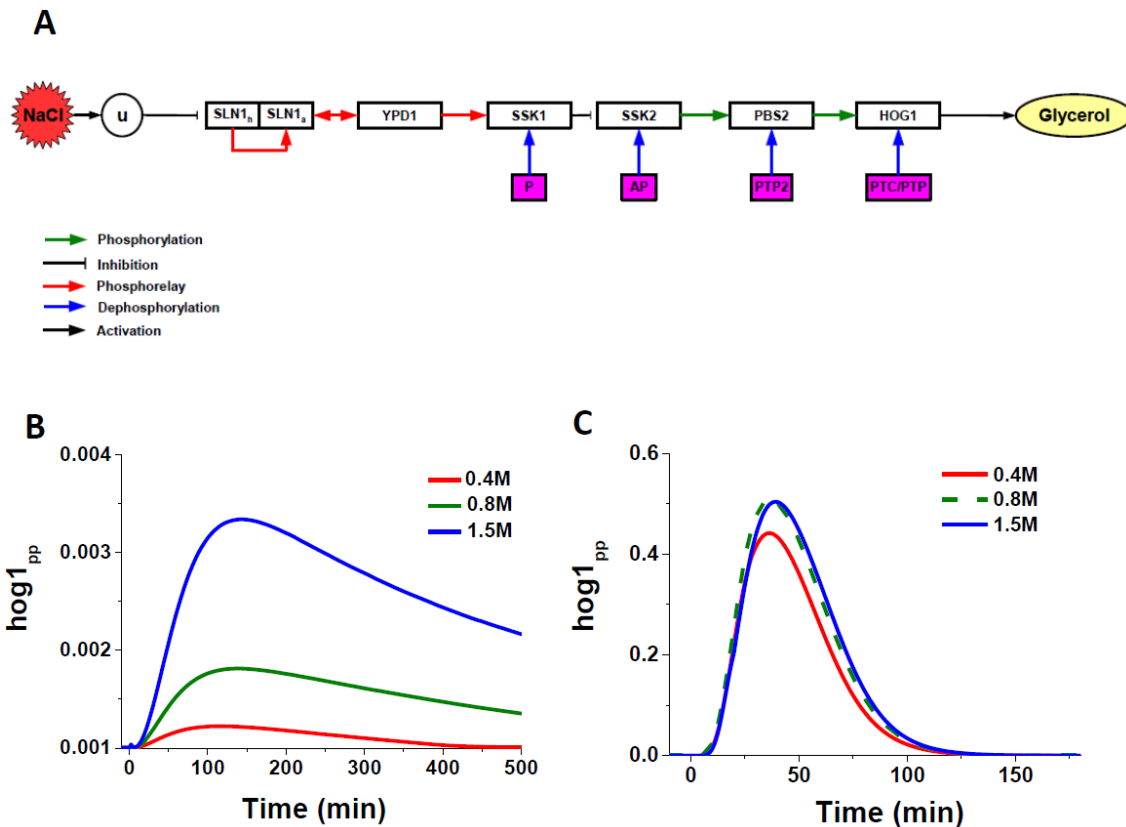 A
NaCl
u
SLN1h
SLN1a
YPD1
SSK1
SSK2
PBS2
HOG1
Glycerol
P
AP
PTP2
PTC/PTP
Phosphorylation
Inhibition
Phosphorelay
Dephosphorylation
Activation
B
0.004
0.003
0.002
0.001
hog1pp
0.4M
0.8M
1.5M
0
100
200
300
400
500
Time (min)
C
0.6
0.4
0.2
0.0
hog1pp
0.4M
0.8M
1.5M
0
50
100
150
Time (min)